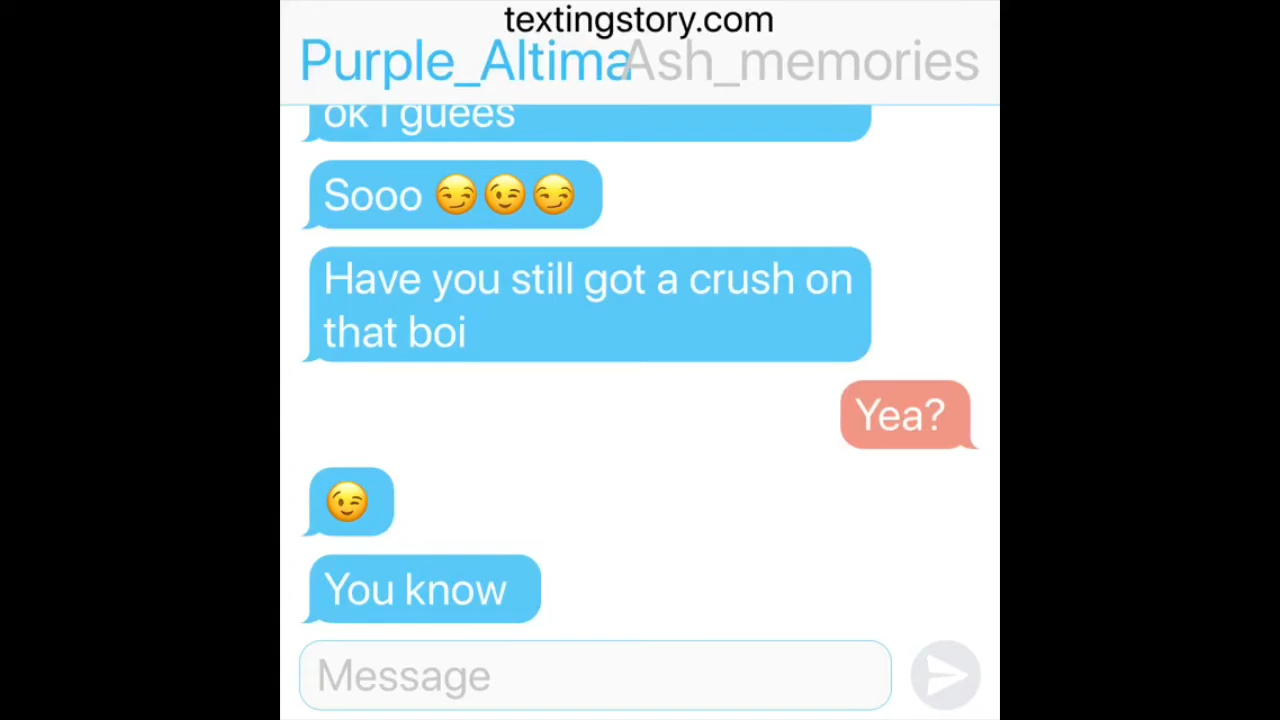 textingstory.com
Purple_Altima Ash_memories
ok I guees
Sooo 😏😉😏
Have you still got a crush on
that boi
Yea?
😉
You know
Message